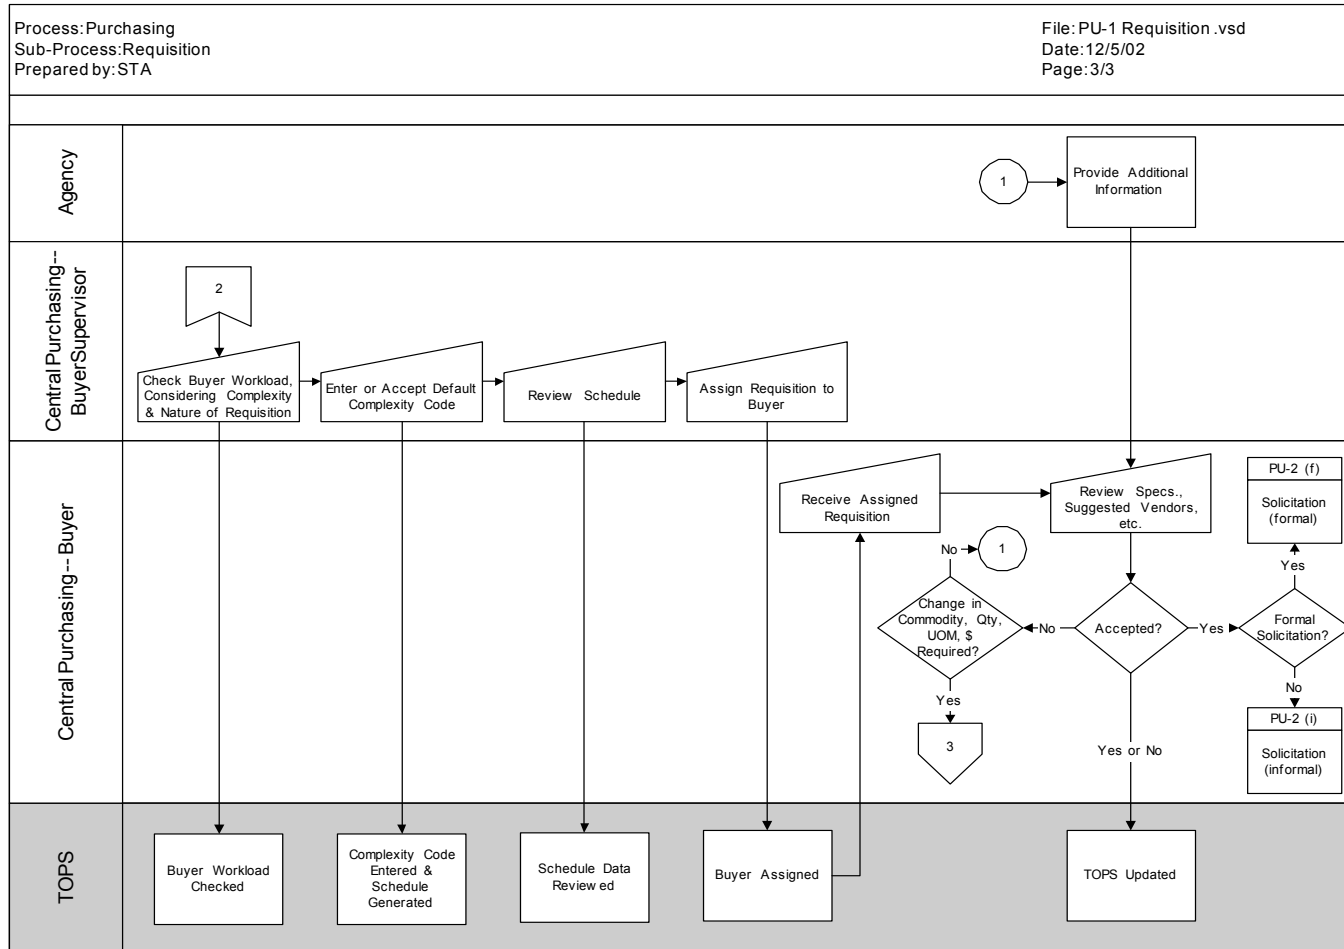 Process: Purchasing
Sub-Process: Requisition
Prepared by: STA
File: PU-1 Requisition .vsd
Date: 12/5/02
Page: 3/3
Agency
1
Provide Additional
Information
Central Purchasing--
BuyerSupervisor
2
Check Buyer Workload,
Considering Complexity
& Nature of Requisition
Enter or Accept Default
Complexity Code
Review Schedule
Assign Requisition to
Buyer
Central Purchasing-- Buyer
Receive Assigned
Requisition
Review Specs.,
Suggested Vendors,
etc.
PU-2 (f)
Solicitation
(formal)
No
1
Yes
Change in
Commodity, Qty,
UOM, $
Required?
No
Accepted?
Yes
Formal
Solicitation?
Yes
3
Yes or No
No
PU-2 (i)
Solicitation
(informal)
TOPS
Buyer Workload
Checked
Complexity Code
Entered &
Schedule
Generated
Schedule Data
Review ed
Buyer Assigned
TOPS Updated